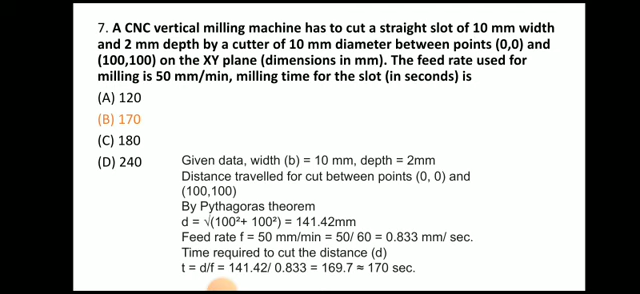 7. A CNC vertical milling machine has to cut a straight slot of 10 mm width
and 2 mm depth by a cutter of 10 mm diameter between points (0,0) and
(100,100) on the XY plane (dimensions in mm). The feed rate used for
milling is 50 mm/min, milling time for the slot (in seconds) is
(A) 120
(B) 170
(C) 180
(D) 240
Given data, width (b) = 10 mm, depth = 2mm
Distance travelled for cut between points (0, 0) and
(100,100)
By Pythagoras theorem
d = √(100²+ 100²) = 141.42mm
Feed rate f = 50 mm/min = 50/ 60 = 0.833 mm/ sec.
Time required to cut the distance (d)
t = d/f = 141.42/ 0.833 = 169.7 ≈ 170 sec.